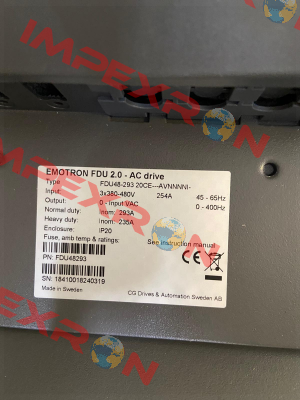 IMPEXRON
EMOTRON FDU 2.0 - AC drive
Type FDU48-293 20CE---AVNNNNI-
Input: 3x380-480V 254A 45 - 65Hz
Output: 0 - Input VAC 0 - 400Hz
Normal duty: Inom: 293A
Heavy duty: Inom: 235A
Enclosure: IP20
Fuse, amb temp & ratings: See instruction manual
PN: FDU48293
SN: 18410018240319
Made in Sweden CG Drives & Automation Sweden AB
CE